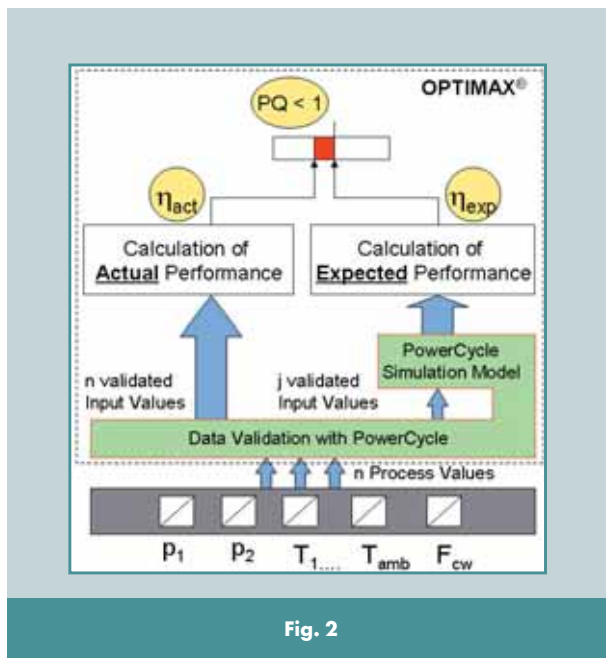 OPTIMAX®
PQ < 1
ηact
ηexp
Calculation of
Actual Performance
Calculation of
Expected Performance
PowerCycle
Simulation Model
n validated
Input Values
j validated
Input Values
Data Validation with PowerCycle
n Process Values
p1
p2
T1....
Tamb
Fcw
Fig. 2